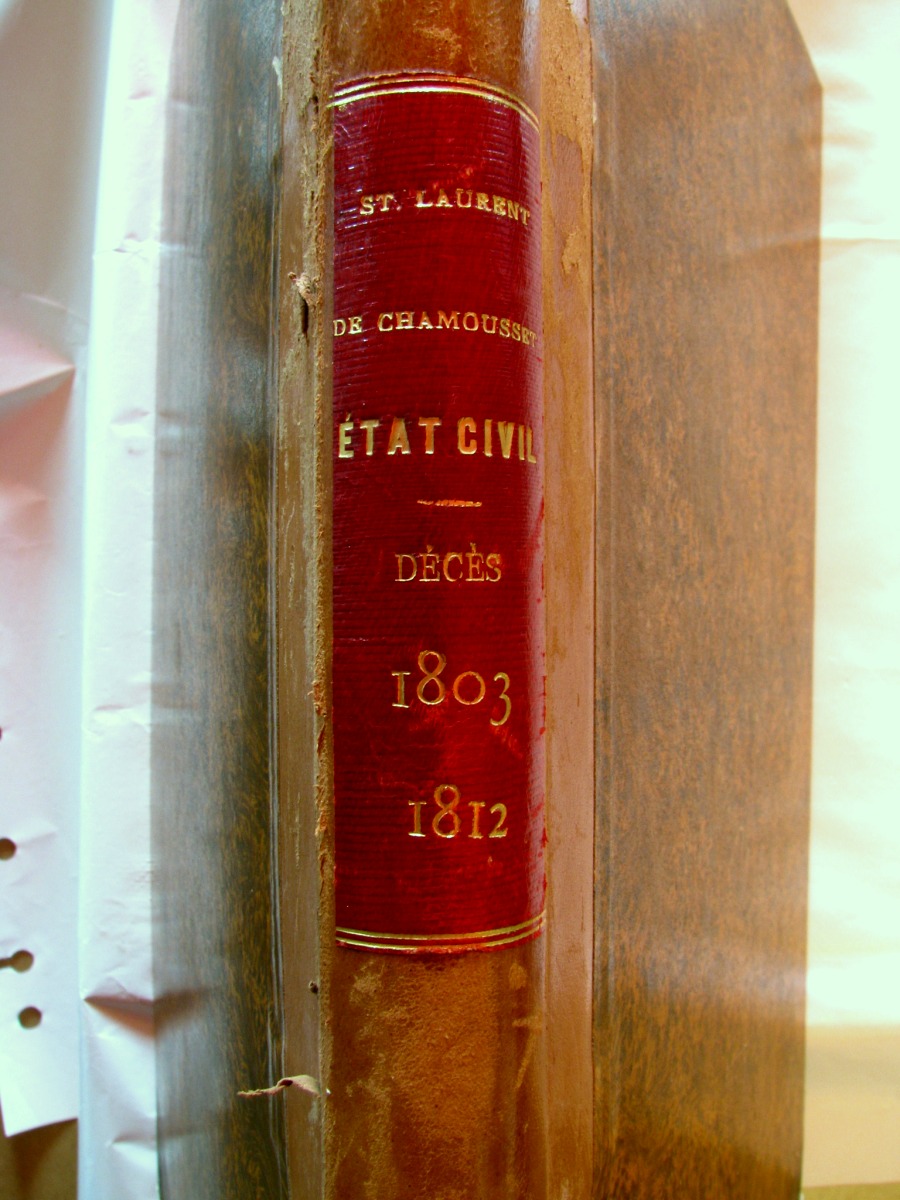 ST. LAURENT
DE CHAMOUSSET
ÉTAT CIVIL
DÉCÈS
1803
1812